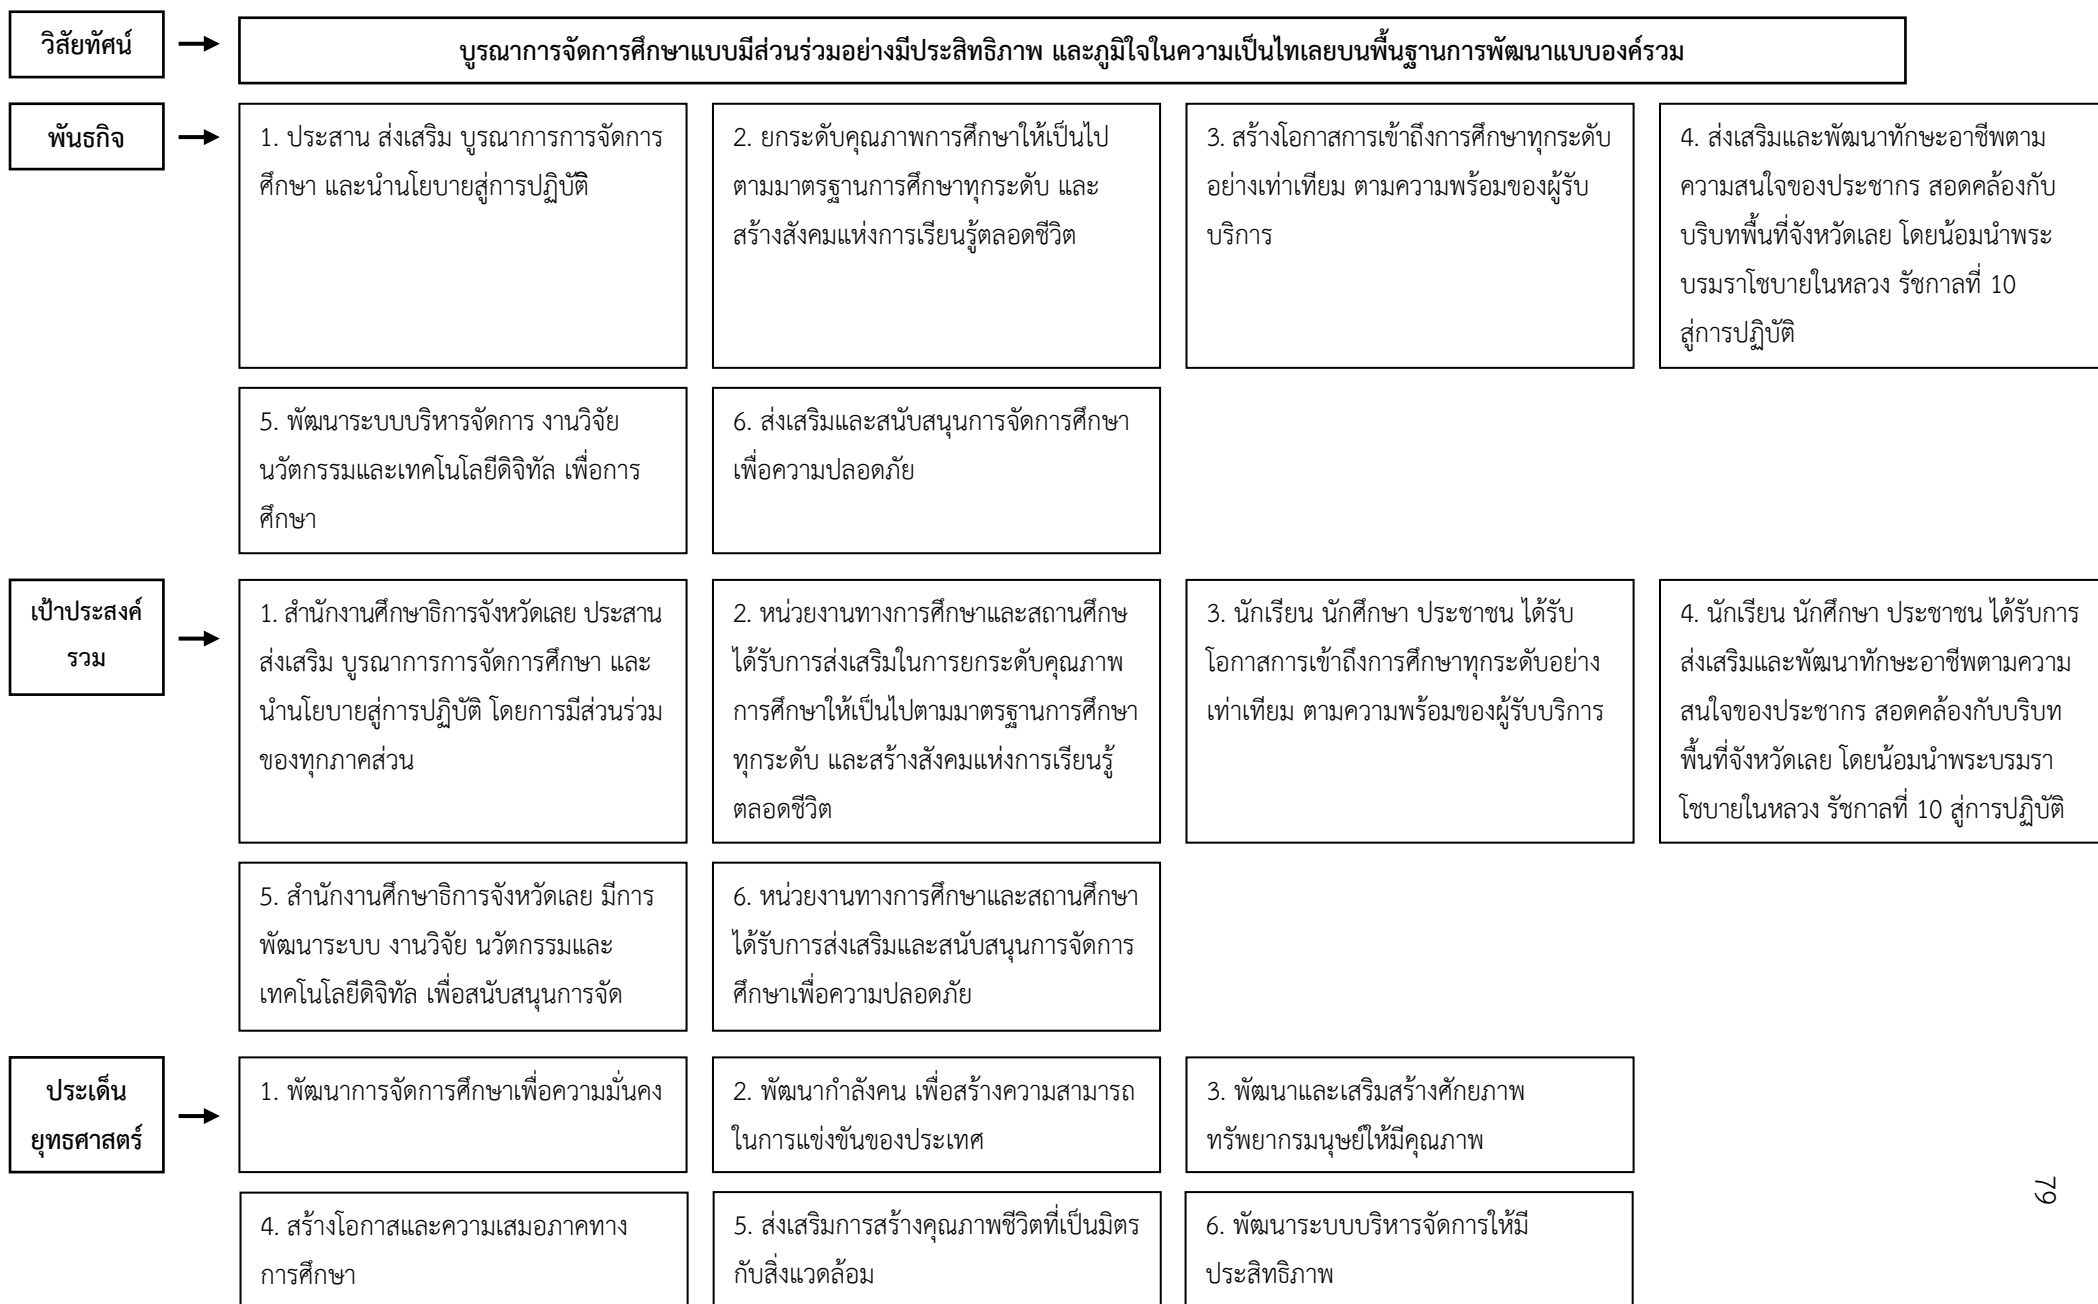 วิสัยทัศน์
บูรณาการจัดการศึกษาแบบมีส่วนร่วมอย่างมีประสิทธิภาพ และภูมิใจในความเป็นไทเลยบนพื้นฐานการพัฒนาแบบองค์รวม
พันธกิจ
1. ประสาน ส่งเสริม บูรณาการการจัดการ
ศึกษา และนำนโยบายสู่การปฏิบัติ
2. ยกระดับคุณภาพการศึกษาให้เป็นไป
ตามมาตรฐานการศึกษาทุกระดับ และ
สร้างสังคมแห่งการเรียนรู้ตลอดชีวิต
3. สร้างโอกาสการเข้าถึงการศึกษาทุกระดับ
อย่างเท่าเทียม ตามความพร้อมของผู้รับ
บริการ
4. ส่งเสริมและพัฒนาทักษะอาชีพตาม
ความสนใจของประชากร สอดคล้องกับ
บริบทพื้นที่จังหวัดเลย โดยน้อมนำพระ
บรมราโชบายในหลวง รัชกาลที่ 10
สู่การปฏิบัติ
5. พัฒนาระบบบริหารจัดการ งานวิจัย
นวัตกรรมและเทคโนโลยีดิจิทัล เพื่อการ
ศึกษา
6. ส่งเสริมและสนับสนุนการจัดการศึกษา
เพื่อความปลอดภัย
เป้าประสงค์
รวม
1. สำนักงานศึกษาธิการจังหวัดเลย ประสาน
ส่งเสริม บูรณาการการจัดการศึกษา และ
นำนโยบายสู่การปฏิบัติ โดยการมีส่วนร่วม
ของทุกภาคส่วน
2. หน่วยงานทางการศึกษาและสถานศึกษ
ได้รับการส่งเสริมในการยกระดับคุณภาพ
การศึกษาให้เป็นไปตามมาตรฐานการศึกษา
ทุกระดับ และสร้างสังคมแห่งการเรียนรู้
ตลอดชีวิต
3. นักเรียน นักศึกษา ประชาชน ได้รับ
โอกาสการเข้าถึงการศึกษาทุกระดับอย่าง
เท่าเทียม ตามความพร้อมของผู้รับบริการ
4. นักเรียน นักศึกษา ประชาชน ได้รับการ
ส่งเสริมและพัฒนาทักษะอาชีพตามความ
สนใจของประชากร สอดคล้องกับบริบท
พื้นที่จังหวัดเลย โดยน้อมนำพระบรมรา
โชบายในหลวง รัชกาลที่ 10 สู่การปฏิบัติ
5. สำนักงานศึกษาธิการจังหวัดเลย มีการ
พัฒนาระบบ งานวิจัย นวัตกรรมและ
เทคโนโลยีดิจิทัล เพื่อสนับสนุนการจัด
6. หน่วยงานทางการศึกษาและสถานศึกษา
ได้รับการส่งเสริมและสนับสนุนการจัดการ
ศึกษาเพื่อความปลอดภัย
ประเด็น
ยุทธศาสตร์
1. พัฒนาการจัดการศึกษาเพื่อความมั่นคง
2. พัฒนากำลังคน เพื่อสร้างความสามารถ
ในการแข่งขันของประเทศ
3. พัฒนาและเสริมสร้างศักยภาพ
ทรัพยากรมนุษย์ให้มีคุณภาพ
4. สร้างโอกาสและความเสมอภาคทาง
การศึกษา
5. ส่งเสริมการสร้างคุณภาพชีวิตที่เป็นมิตร
กับสิ่งแวดล้อม
6. พัฒนาระบบบริหารจัดการให้มี
ประสิทธิภาพ
79